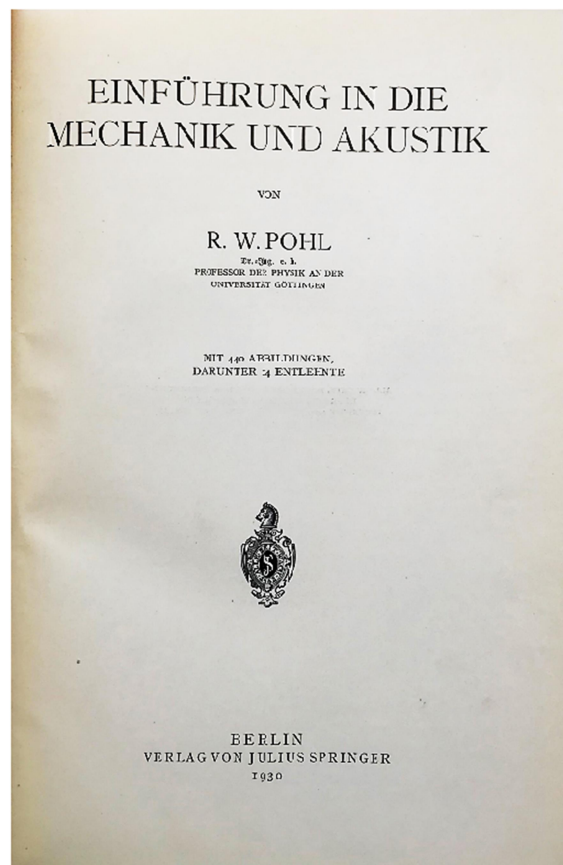 EINFÜHRUNG IN DIE
MECHANIK UND AKUSTIK
VON
R. W. POHL
Dr.-Ing. e. h.
PROFESSOR DER PHYSIK AN DER
UNIVERSITÄT GÖTTINGEN
MIT 440 ABBILDUNGEN,
DARUNTER 14 ENTLEHNTE
BERLIN
VERLAG VON JULIUS SPRINGER
1930